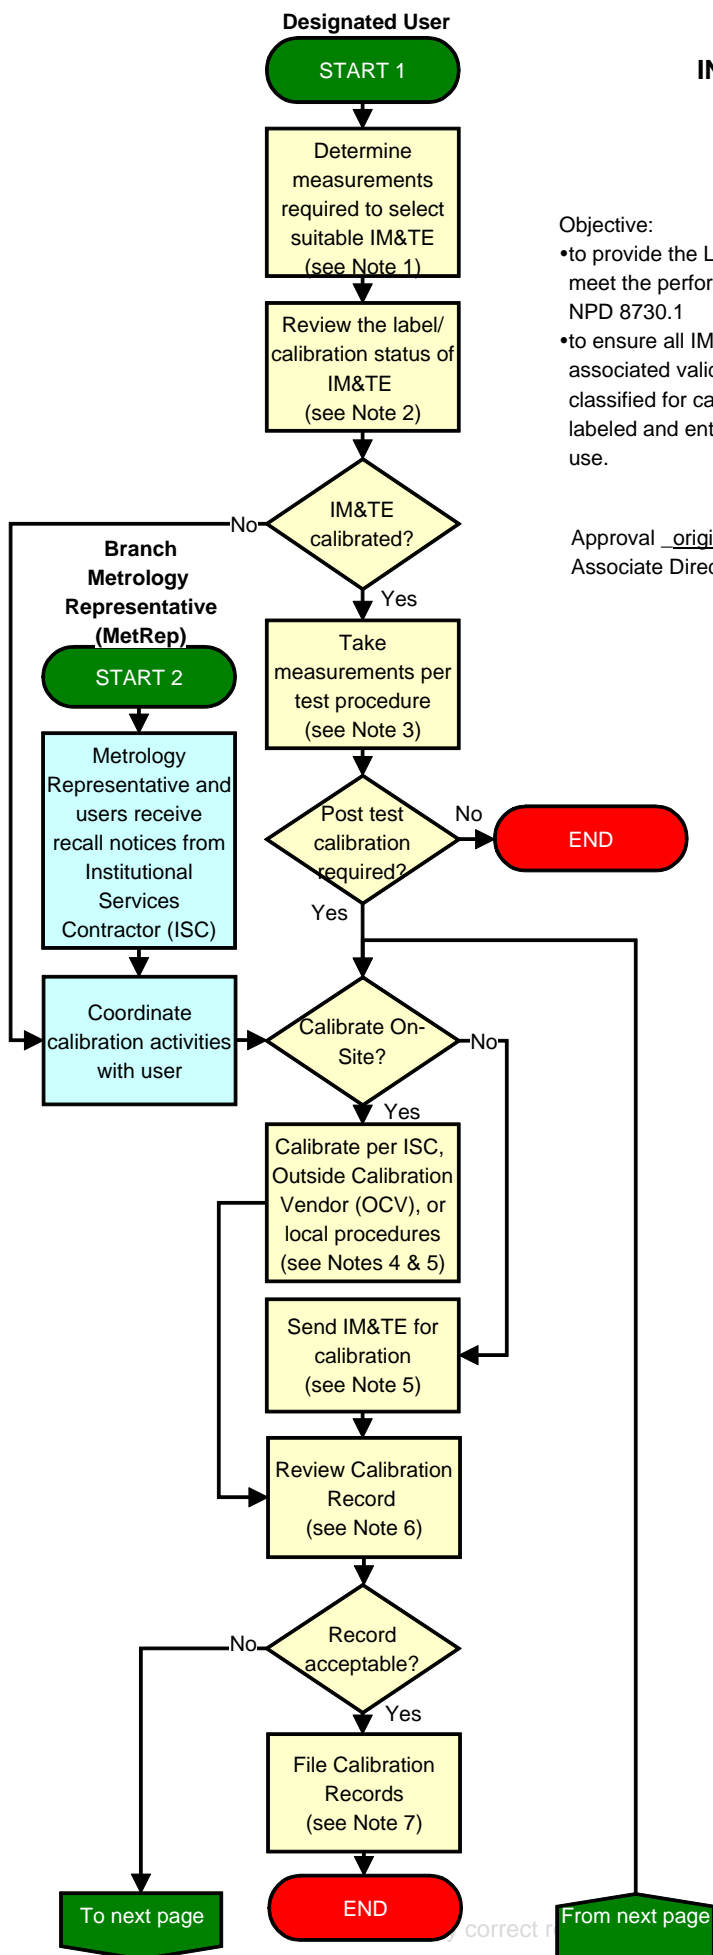 Designated User
START 1
Determine
measurements
required to select
suitable IM&TE
(see Note 1)
Review the label/
calibration status of
IM&TE
(see Note 2)
IM&TE
calibrated?
No
Yes
Branch
Metrology
Representative
(MetRep)
START 2
Metrology
Representative and
users receive
recall notices from
Institutional
Services
Contractor (ISC)
Coordinate
calibration activities
with user
Take
measurements per
test procedure
(see Note 3)
Post test
calibration
required?
No
END
Yes
Calibrate On-
Site?
No
Yes
Calibrate per ISC,
Outside Calibration
Vendor (OCV), or
local procedures
(see Notes 4 & 5)
Send IM&TE for
calibration
(see Note 5)
Review Calibration
Record
(see Note 6)
Record
acceptable?
No
Yes
File Calibration
Records
(see Note 7)
END
To next page
From next page
Objective:
•to provide the
meet the
NPD 8730.1
•to ensure all
associated
classified for
labeled and
use.
Approval
Associate
correct